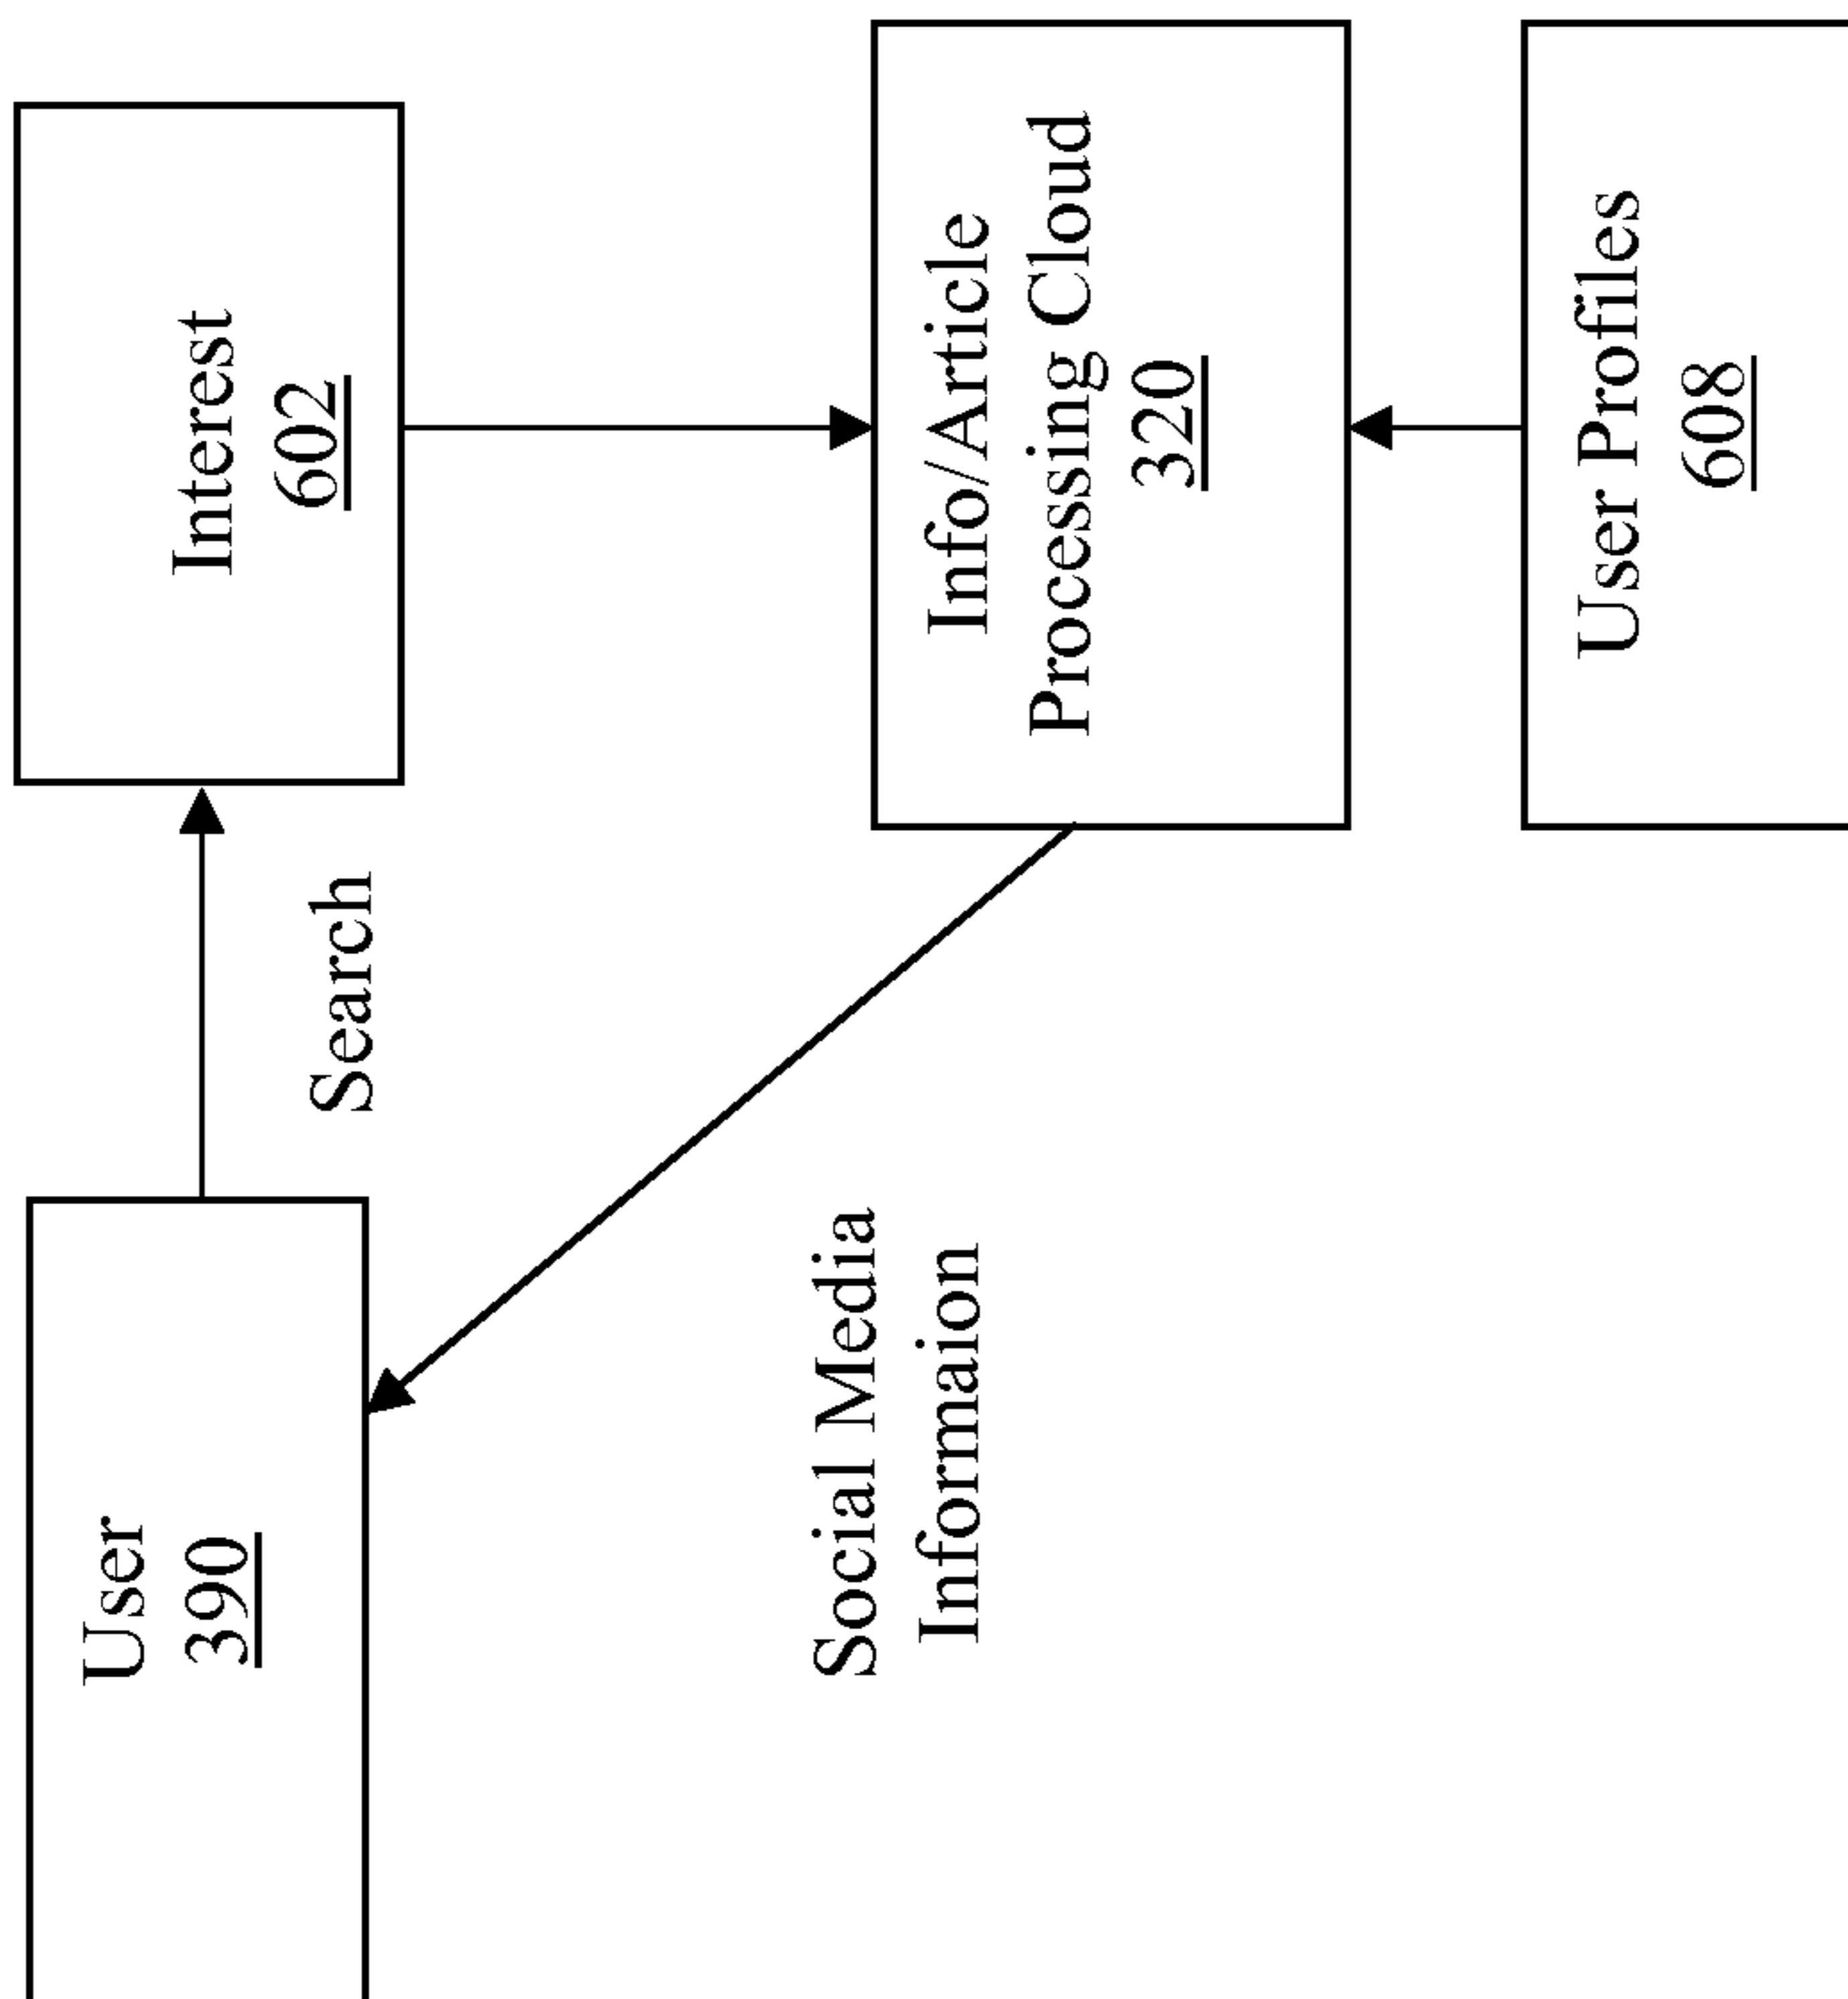 User
390
Search
Interest
602
Social Media
Informaion
Info/Article
Processing Cloud
320
User Profiles
608